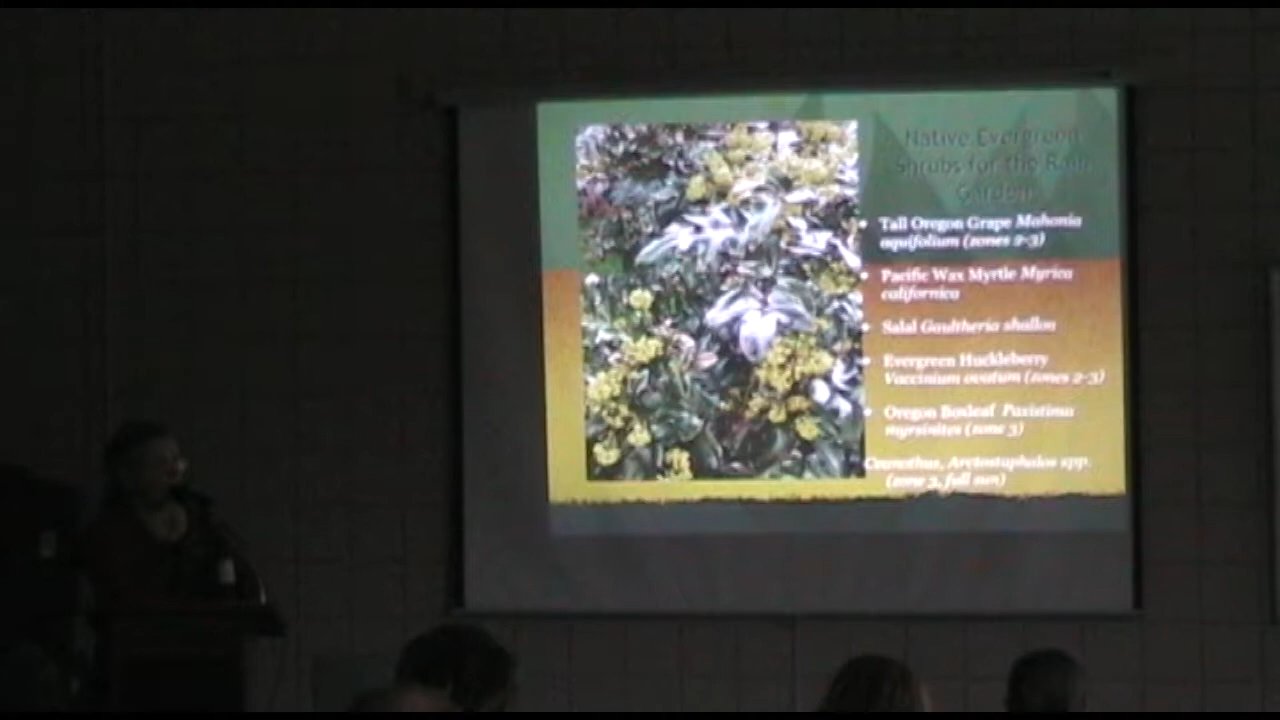 Native Evergreen
Shrubs for the Rain
Garden
Tall Oregon Grape Mahonia
aquifolium (zones 2-3)
Pacific Wax Myrtle Myrica
californica
Salal Gaultheria shallon
Evergreen Huckleberry
Vaccinium ovatum (zones 2-3)
Oregon Boxleaf Paxistima
myrsinites (zone 3)
Ceanothus, Arctostaphalos spp.
(zone 3, full sun)